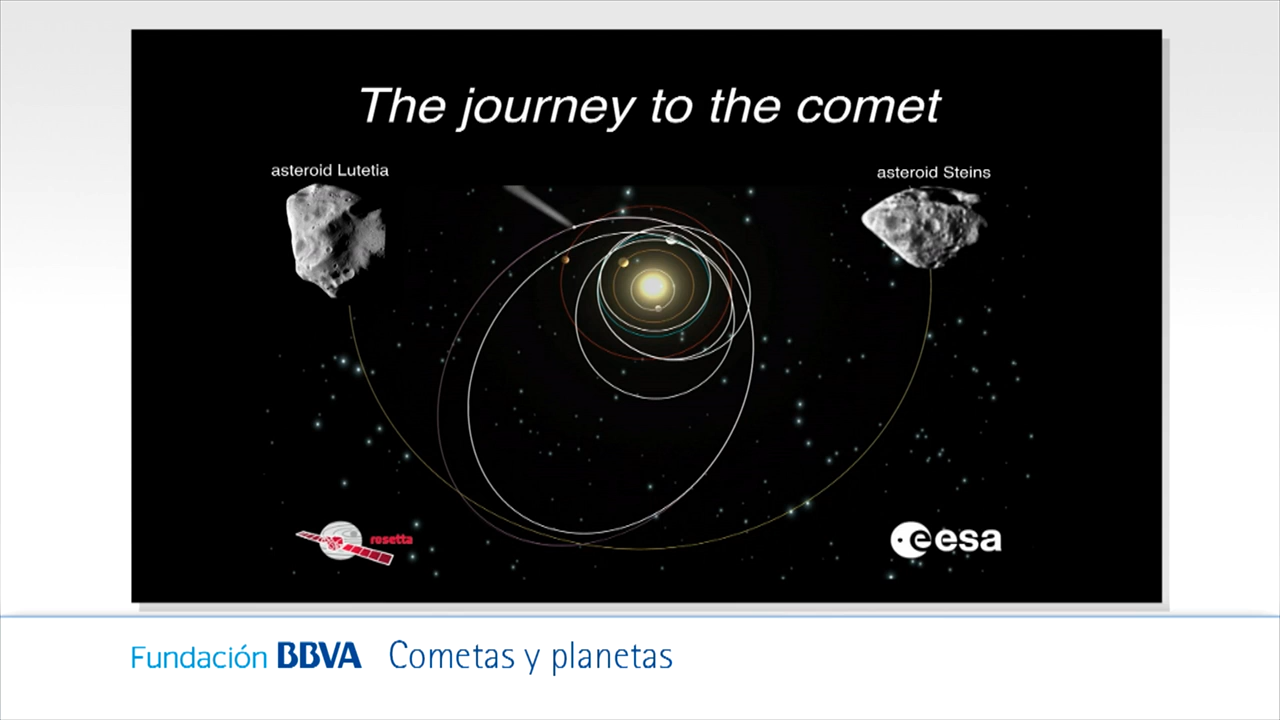 The journey to the comet
asteroid Lutetia
asteroid Steins
rosetta
esa
Fundación BBVA Cometas y planetas